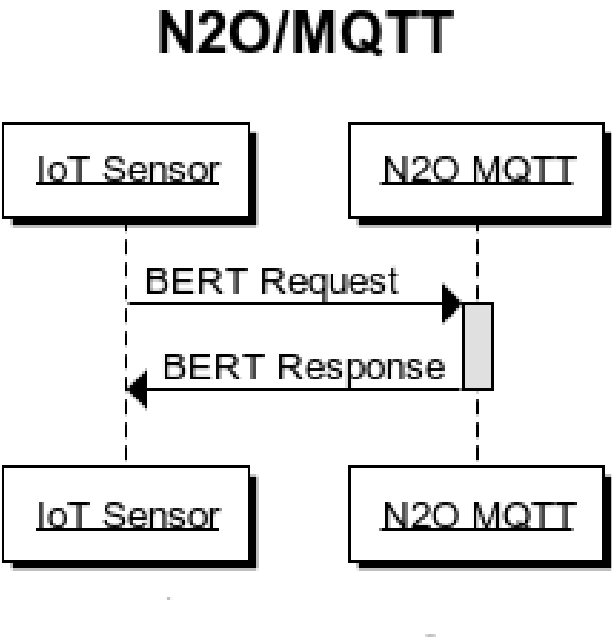 N2O/MQTT
IoT Sensor
N2O MQTT
BERT Request
BERT Response
IoT Sensor
N2O MQTT